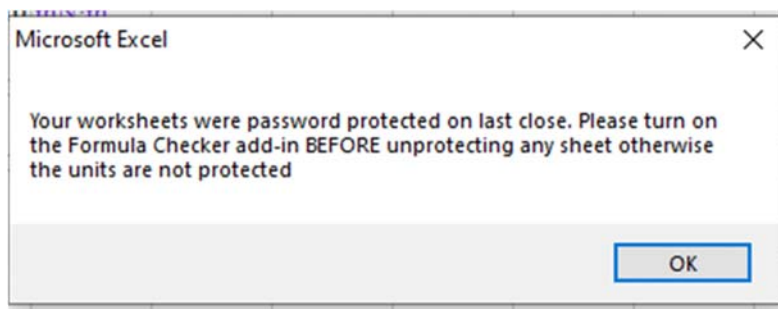 Microsoft Excel
Your worksheets were password protected on last close. Please turn on
the Formula Checker add-in BEFORE unprotecting any sheet otherwise
the units are not protected
OK